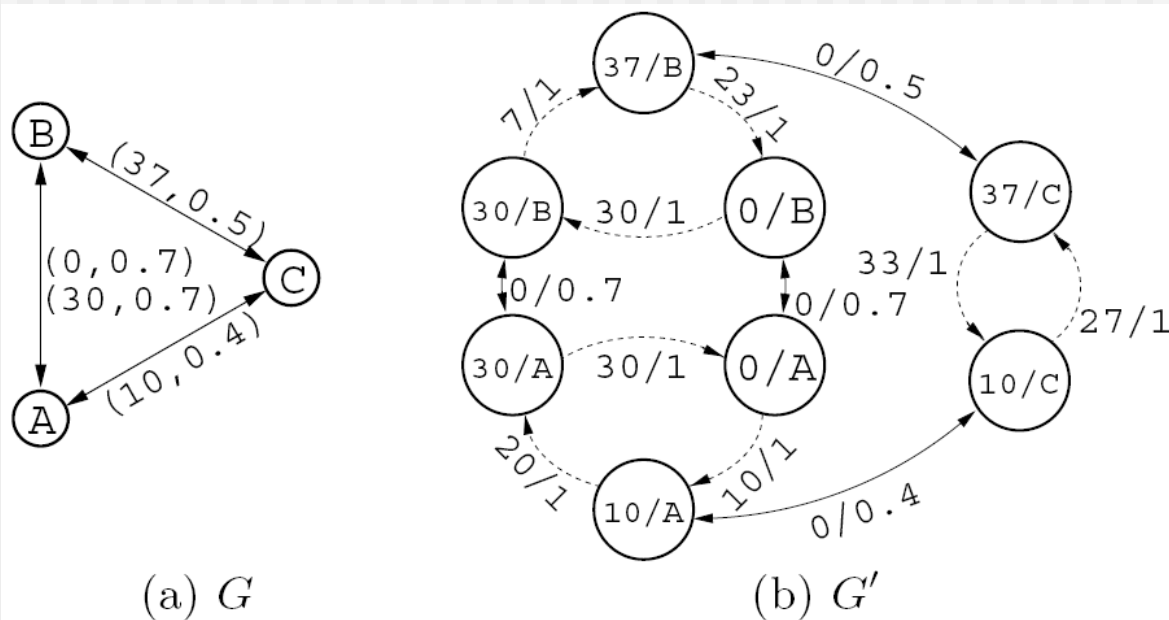 B
(37,0.5)
(0,0.7)
(30,0.7)
C
(10,0.4)
A
(a) G
37/B
0/0.5
7/1
23/1
30/B
30/1
0/B
37/C
0/0.7
0/0.7
33/1
27/1
30/A
30/1
0/A
10/C
20/1
10/1
10/A
0/0.4
(b) G′